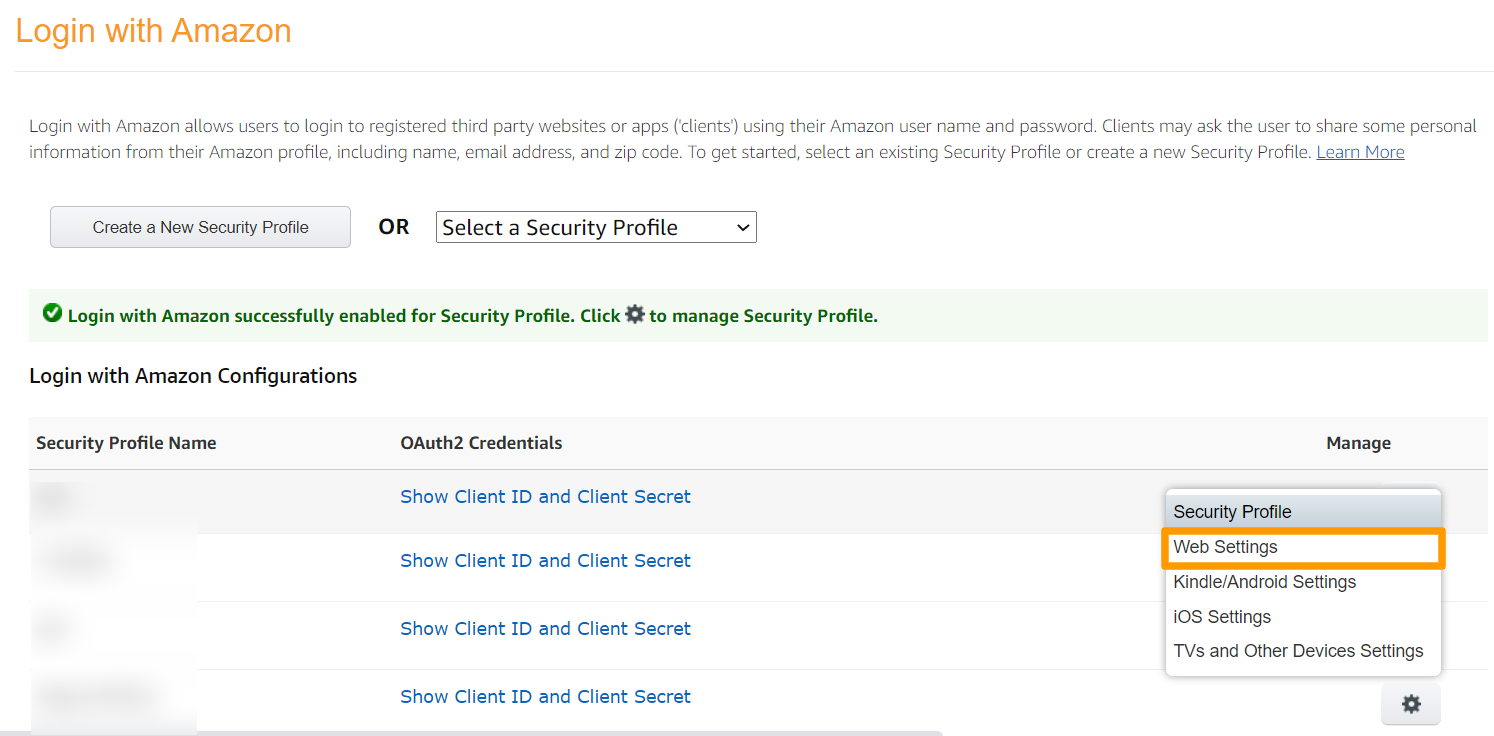 Login with Amazon
Login with Amazon allows users to login to registered third party websites or apps ('clients') using their Amazon user name and password. Clients may ask the user to share some personal
information from their Amazon profile, including name, email address, and zip code. To get started, select an existing Security Profile or create a new Security Profile. Learn More
Create a New Security Profile OR Select a Security Profile
Login with Amazon successfully enabled for Security Profile. Click to manage Security Profile.
Login with Amazon Configurations
Security Profile Name OAuth2 Credentials Manage
Show Client ID and Client Secret
Show Client ID and Client Secret
Show Client ID and Client Secret
Show Client ID and Client Secret
Security Profile
Web Settings
Kindle/Android Settings
iOS Settings
TVs and Other Devices Settings